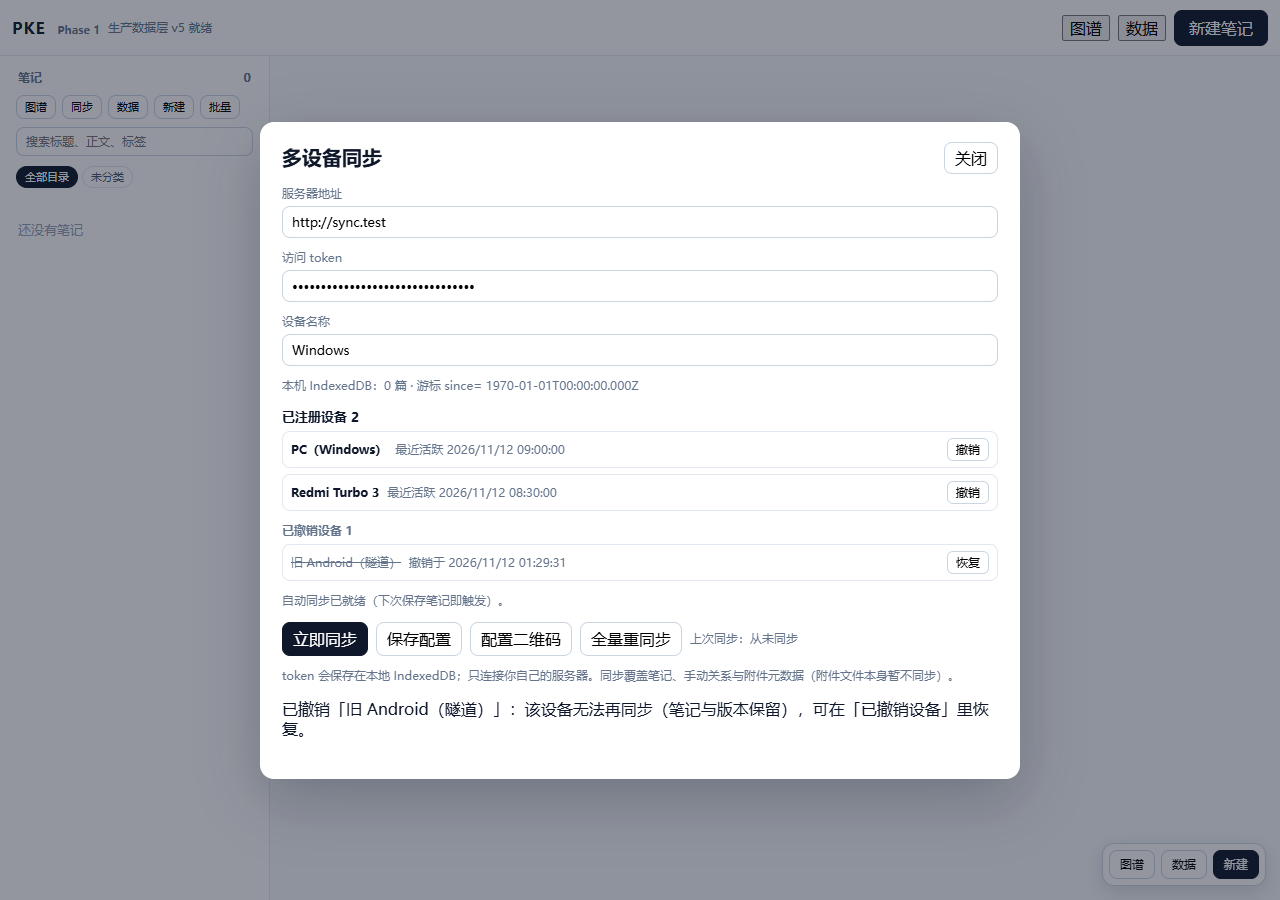 PKE Phase 1 生产数据层 v5 就绪 图谱 数据 新建笔记
笔记 0
图谱 同步 数据 新建 批量
搜索标题、正文、标签
全部目录 未分类
还没有笔记
多设备同步 关闭
服务器地址
http://sync.test
访问 token
••••••••••••••••••••••••••••••••
设备名称
Windows
本机 IndexedDB：0 篇 · 游标 since= 1970-01-01T00:00:00.000Z
已注册设备 2
PC（Windows） 最近活跃 2026/11/12 09:00:00 撤销
Redmi Turbo 3 最近活跃 2026/11/12 08:30:00 撤销
已撤销设备 1
旧 Android（隧道） 撤销于 2026/11/12 01:29:31 恢复
自动同步已就绪（下次保存笔记即触发）。
立即同步 保存配置 配置二维码 全量重同步 上次同步：从未同步
token 会保存在本地 IndexedDB；只连接你自己的服务器。同步覆盖笔记、手动关系与附件元数据（附件文件本身暂不同步）。
已撤销「旧 Android（隧道）」：该设备无法再同步（笔记与版本保留），可在「已撤销设备」里恢
复。
图谱 数据 新建